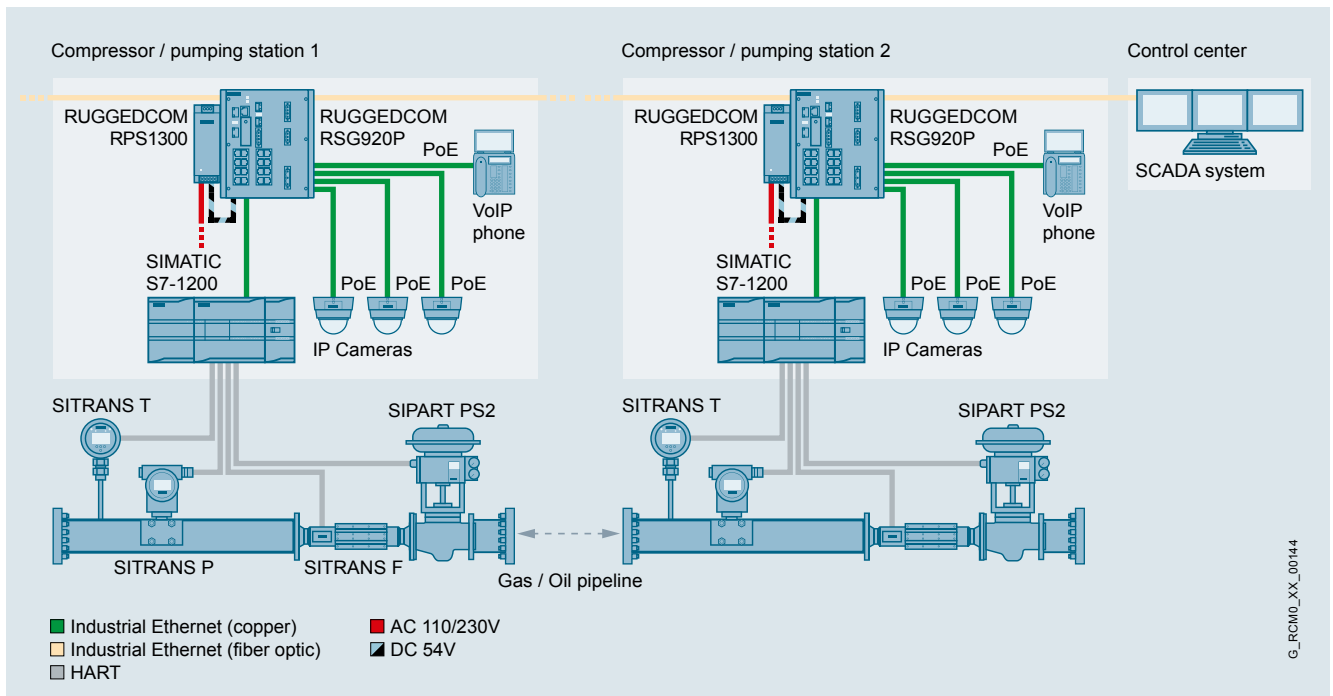 Compressor / pumping station 1
Compressor / pumping station 2
Control center
RUGGEDCOM
RPS1300
RUGGEDCOM
RSG920P
PoE
VoIP
phone
SIMATIC
S7-1200
PoE
PoE
PoE
IP Cameras
RUGGEDCOM
RPS1300
RUGGEDCOM
RSG920P
PoE
VoIP
phone
SIMATIC
S7-1200
PoE
PoE
PoE
IP Cameras
SCADA system
SITRANS T
SIPART PS2
SITRANS P
SITRANS F
SITRANS T
SIPART PS2
Gas / Oil pipeline
Industrial Ethernet (copper)
Industrial Ethernet (fiber optic)
HART
AC 110/230V
DC 54V
G_RCM0_XX_00144